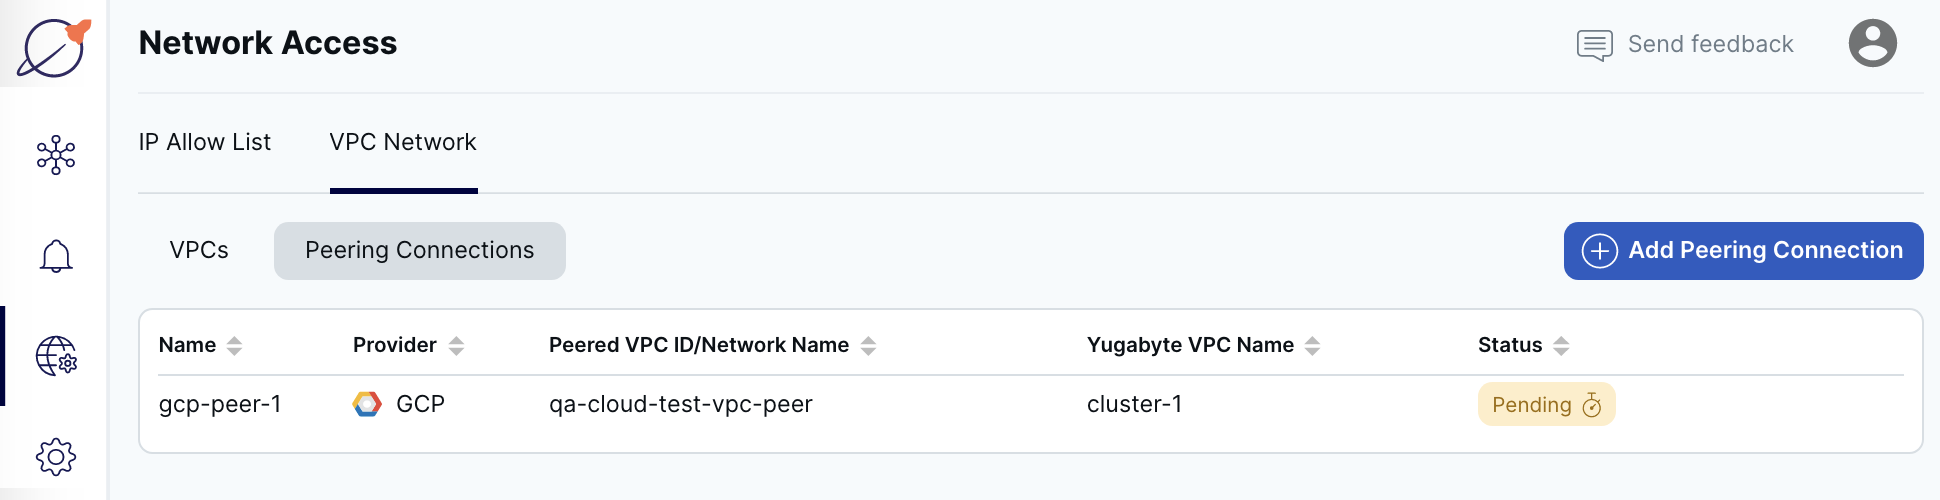 Network Access
Send feedback
IP Allow List
VPC Network
VPCs
Peering Connections
Add Peering Connection
Name
Provider
Peered VPC ID/Network Name
Yugabyte VPC Name
Status
gcp-peer-1
GCP
qa-cloud-test-vpc-peer
cluster-1
Pending